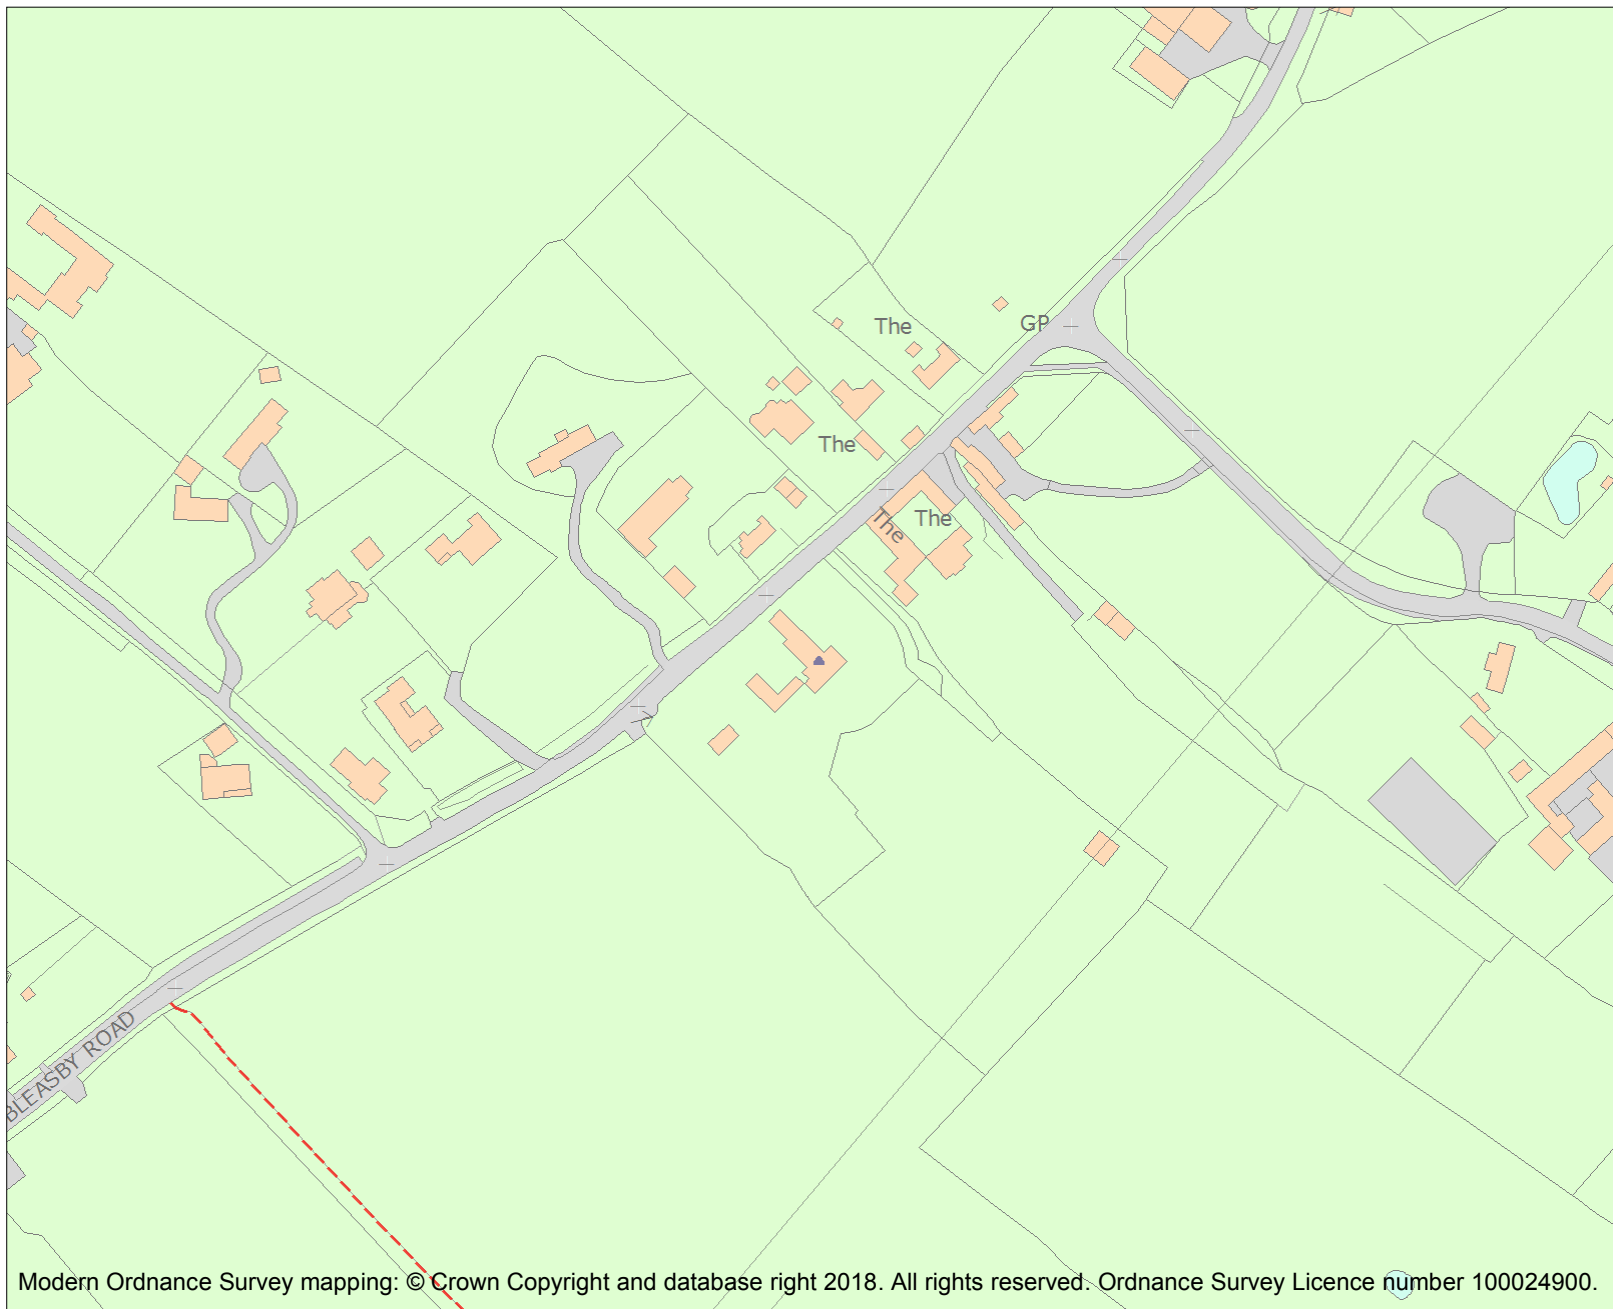 The
GP
The
The
The
BLEASBY ROAD
Modern Ordnance Survey mapping: © Crown Copyright and database right 2018. All rights reserved. Ordnance Survey Licence number 100024900.